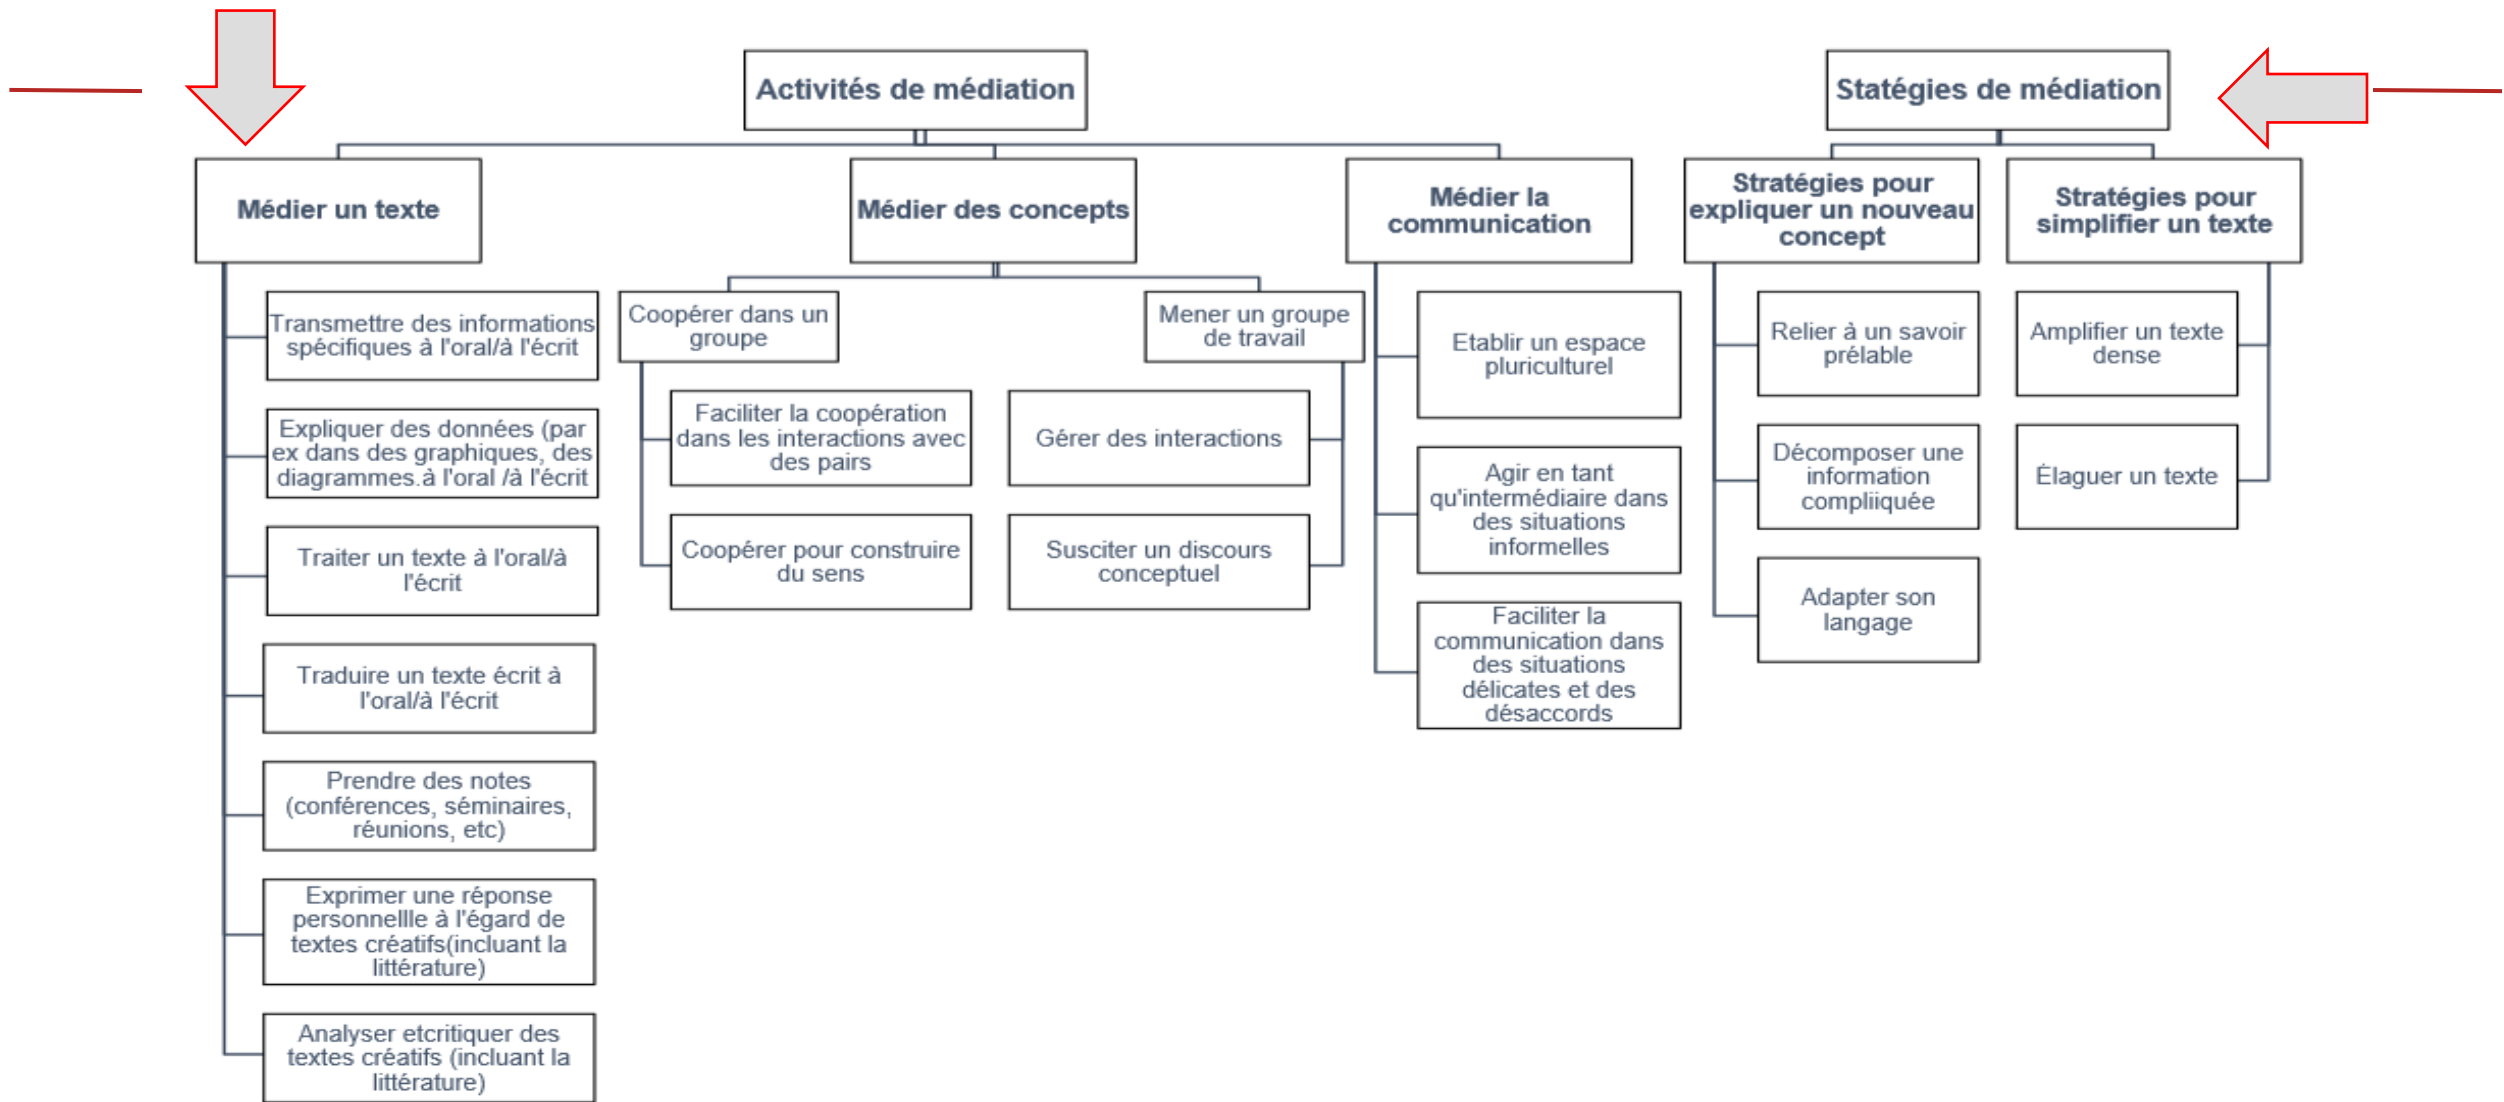 Activités de médiation
Statégies de médiation
Médier un texte
Médier des concepts
Médier la
communication
Stratégies pour
expliquer un nouveau
concept
Stratégies pour
simplifier un texte
Transmettre des informations
spécifiques à l'oral/à l'écrit
Expliquer des données (par
ex dans des graphiques, des
diagrammes.à l'oral /à l'écrit
Traiter un texte à l'oral/à
l'écrit
Traduire un texte écrit à
l'oral/à l'écrit
Prendre des notes
(conférences, séminaires,
réunions, etc)
Exprimer une réponse
personnellle à l'égard de
textes créatifs(incluant la
littérature)
Analyser etcritiquer des
textes créatifs (incluant la
littérature)
Coopérer dans un
groupe
Faciliter la coopération
dans les interactions avec
des pairs
Coopérer pour construire
du sens
Mener un groupe
de travail
Gérer des interactions
Susciter un discours
conceptuel
Etablir un espace
pluriculturel
Agir en tant
qu'intermédiaire dans
des situations
informelles
Faciliter la
communication dans
des situations
délicates et des
désaccords
Relier à un savoir
prélable
Décomposer une
information
compliiquée
Adapter son
langage
Amplifier un texte
dense
Élaguer un texte